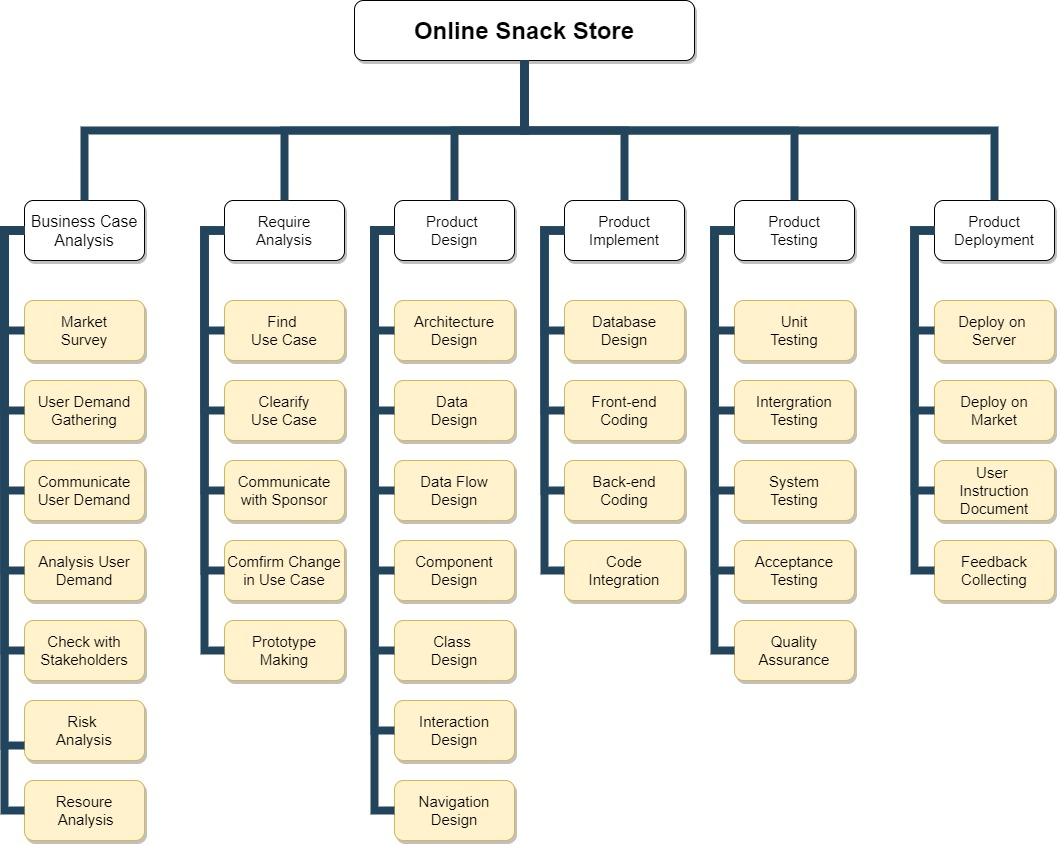 Online Snack Store
Business Case
Analysis
Market
Survey
User Demand
Gathering
Communicate
User Demand
Analysis User
Demand
Check with
Stakeholders
Risk
Analysis
Resoure
Analysis
Require
Analysis
Find
Use Case
Clearify
Use Case
Communicate
with Sponsor
Comfirm Change
in Use Case
Prototype
Making
Product
Design
Architecture
Design
Data
Design
Data Flow
Design
Component
Design
Class
Design
Interaction
Design
Navigation
Design
Product
Implement
Database
Design
Front-end
Coding
Back-end
Coding
Code
Integration
Product
Testing
Unit
Testing
Intergration
Testing
System
Testing
Acceptance
Testing
Quality
Assurance
Product
Deployment
Deploy on
Server
Deploy on
Market
User
Instruction
Document
Feedback
Collecting